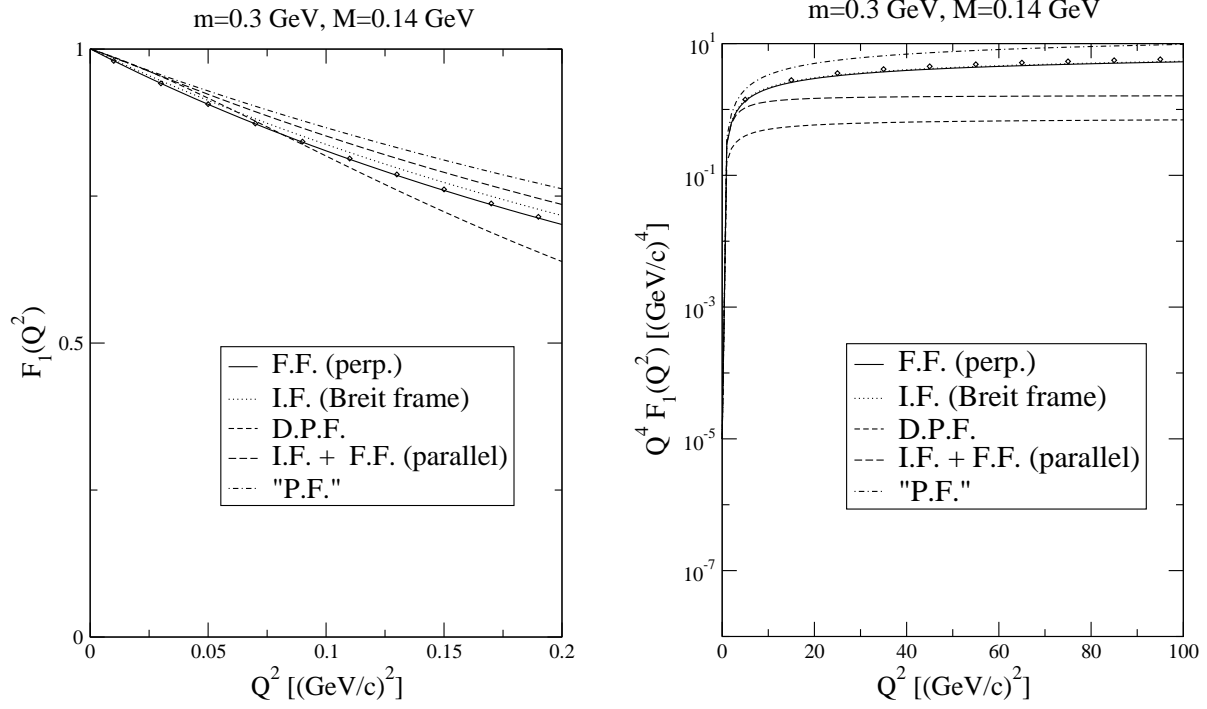 m=0.3 GeV, M=0.14 GeV
1
0.5
0
F₁(Q²)
F.F. (perp.)
I.F. (Breit frame)
D.P.F.
I.F. + F.F. (parallel)
"P.F."
0 0.05 0.1 0.15 0.2
Q² [(GeV/c)²]
m=0.3 GeV, M=0.14 GeV
10¹
10⁻¹
10⁻³
10⁻⁵
10⁻⁷
Q⁴ F₁(Q²) [(GeV/c)⁴]
F.F. (perp.)
I.F. (Breit frame)
D.P.F.
I.F. + F.F. (parallel)
"P.F."
0 20 40 60 80 100
Q² [(GeV/c)²]